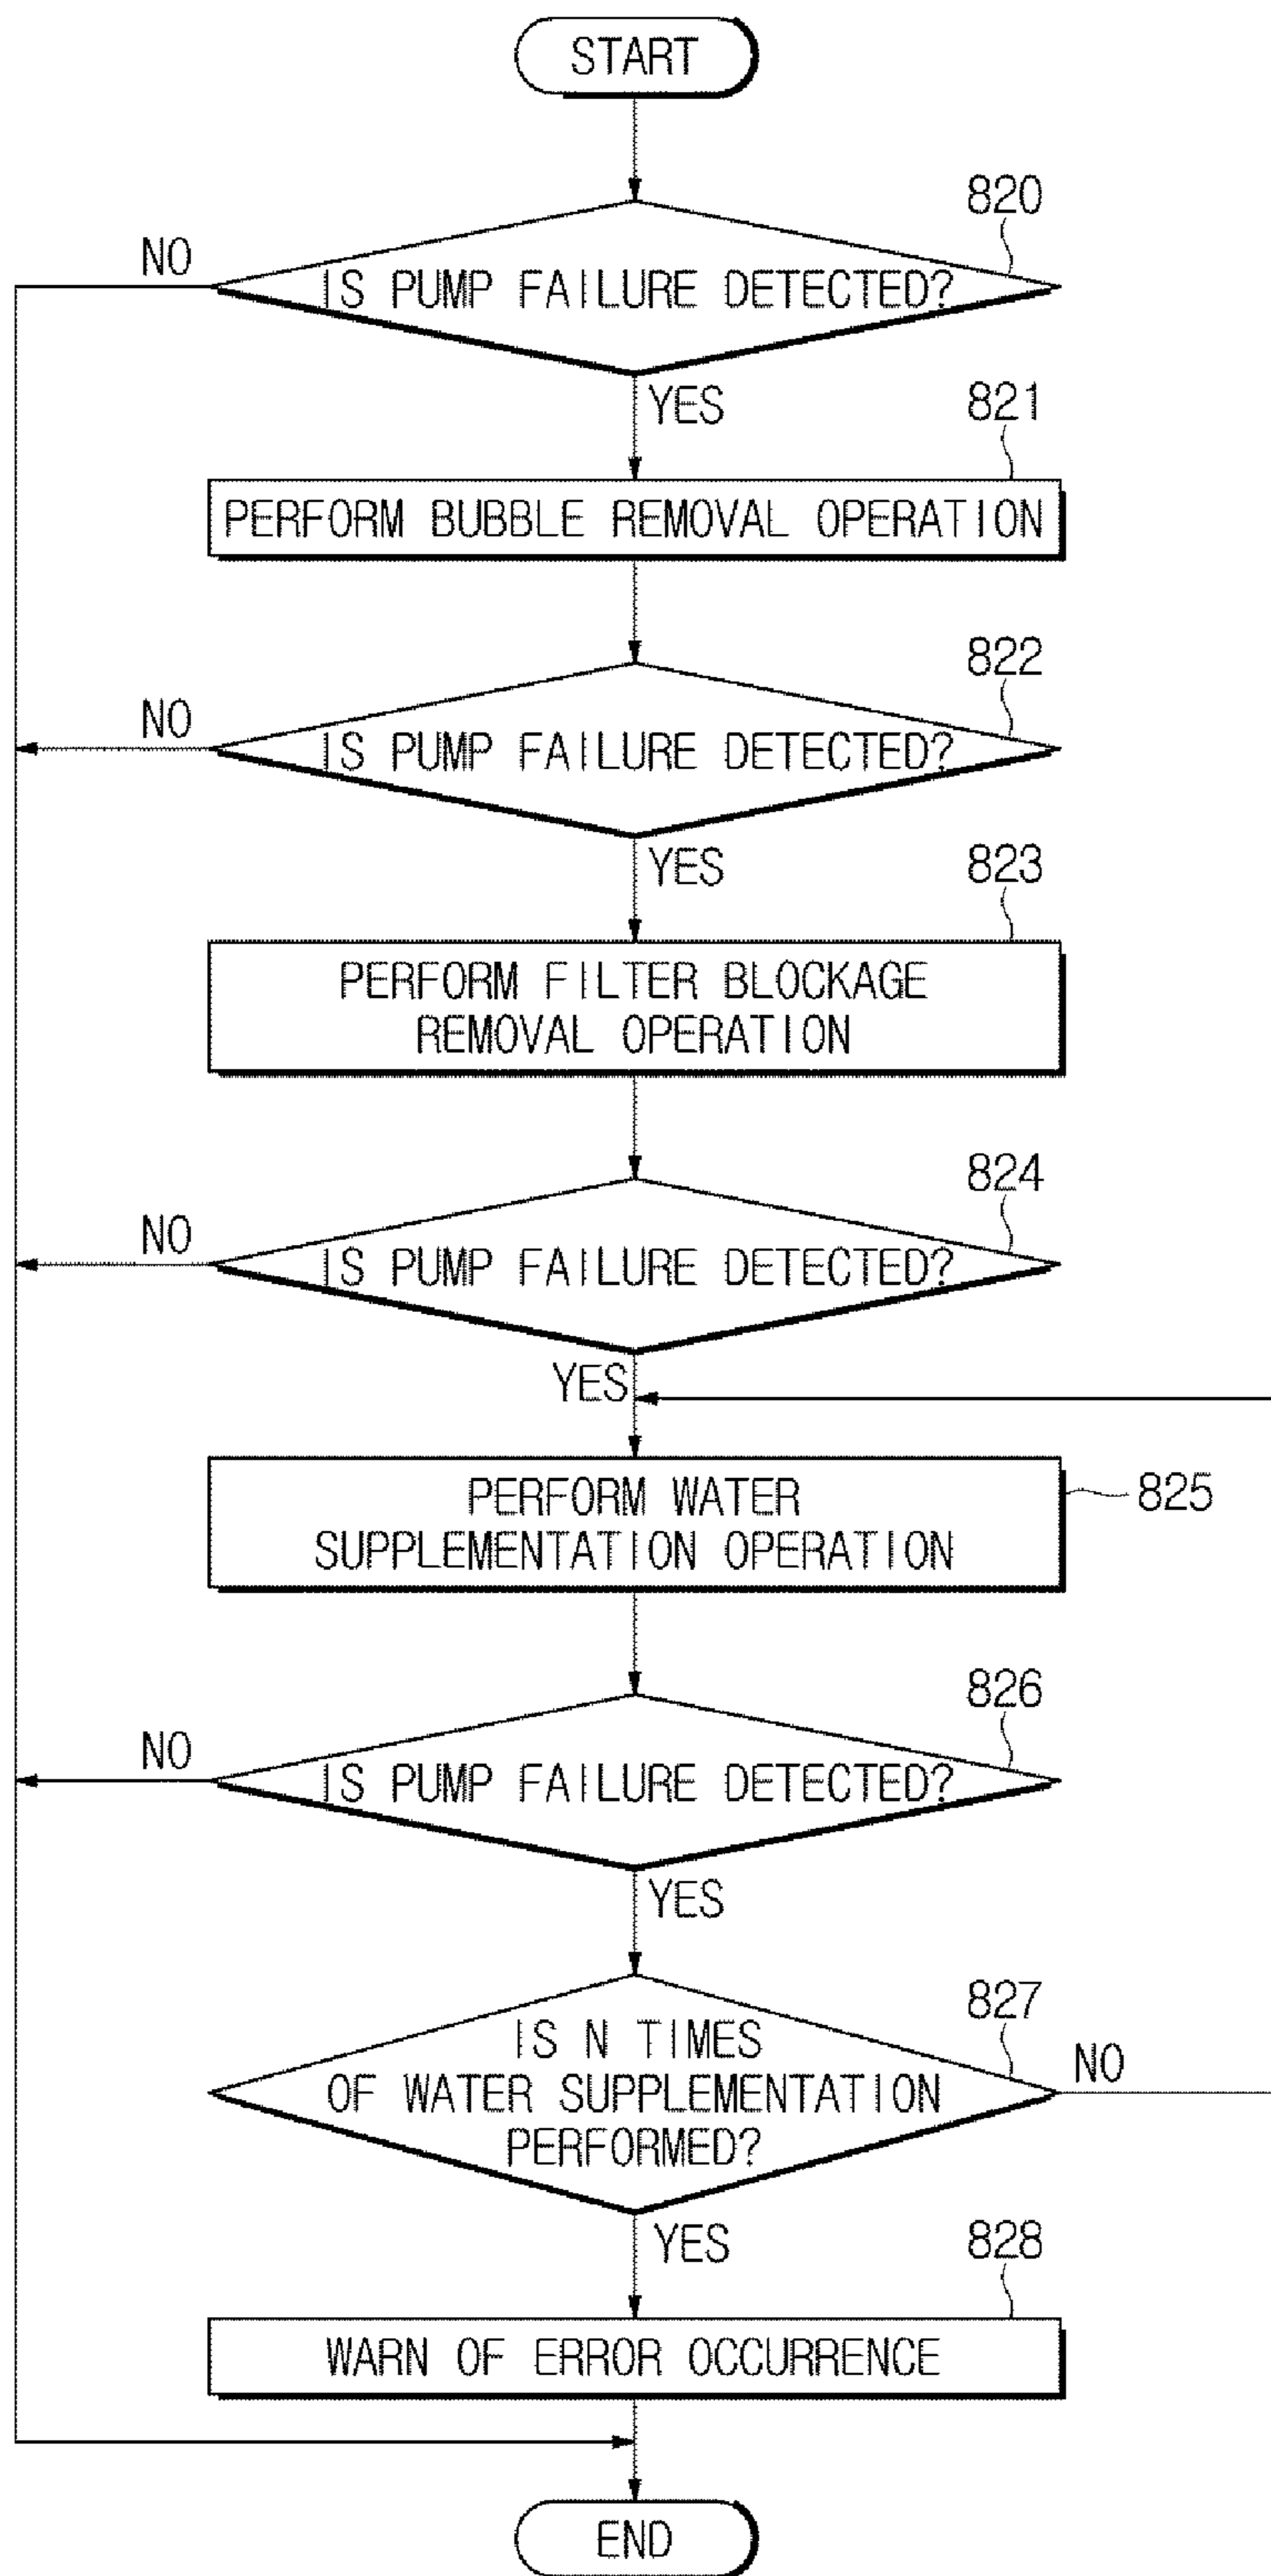 START
820
NO
IS PUMP FAILURE DETECTED?
YES
821
PERFORM BUBBLE REMOVAL OPERATION
822
NO
IS PUMP FAILURE DETECTED?
YES
823
PERFORM FILTER BLOCKAGE
REMOVAL OPERATION
824
NO
IS PUMP FAILURE DETECTED?
YES
PERFORM WATER
SUPPLEMENTATION OPERATION
825
826
NO
IS PUMP FAILURE DETECTED?
YES
827
IS N TIMES
OF WATER SUPPLEMENTATION
PERFORMED?
NO
YES
828
WARN OF ERROR OCCURRENCE
END